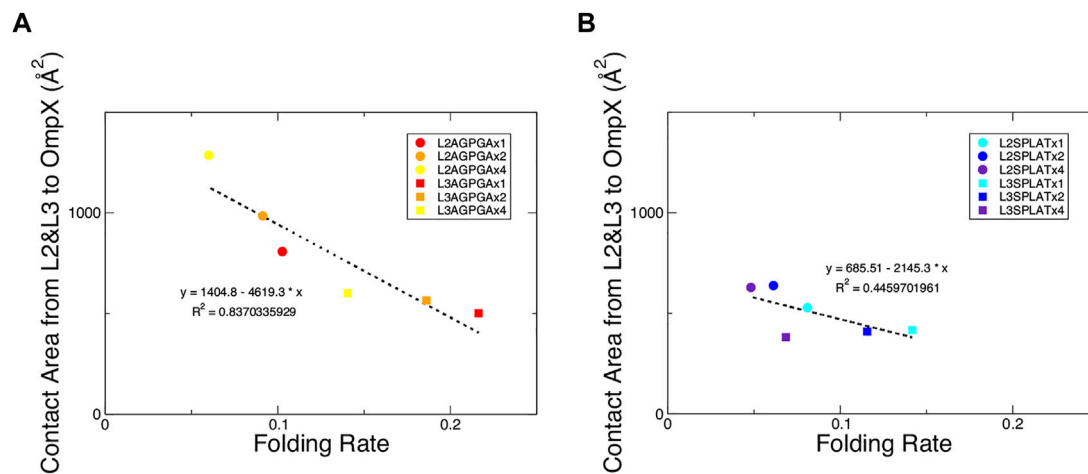 A
Contact Area from L2&L3 to OmpX (Å²)
1000
0
0
0.1
0.2
Folding Rate
L2AGPGAx1
L2AGPGAx2
L2AGPGAx4
L3AGPGAx1
L3AGPGAx2
L3AGPGAx4
y = 1404.8 - 4619.3 * x
R² = 0.8370335929
B
Contact Area from L2&L3 to OmpX (Å²)
1000
0
0
0.1
0.2
Folding Rate
L2SPLATx1
L2SPLATx2
L2SPLATx4
L3SPLATx1
L3SPLATx2
L3SPLATx4
y = 685.51 - 2145.3 * x
R² = 0.4459701961